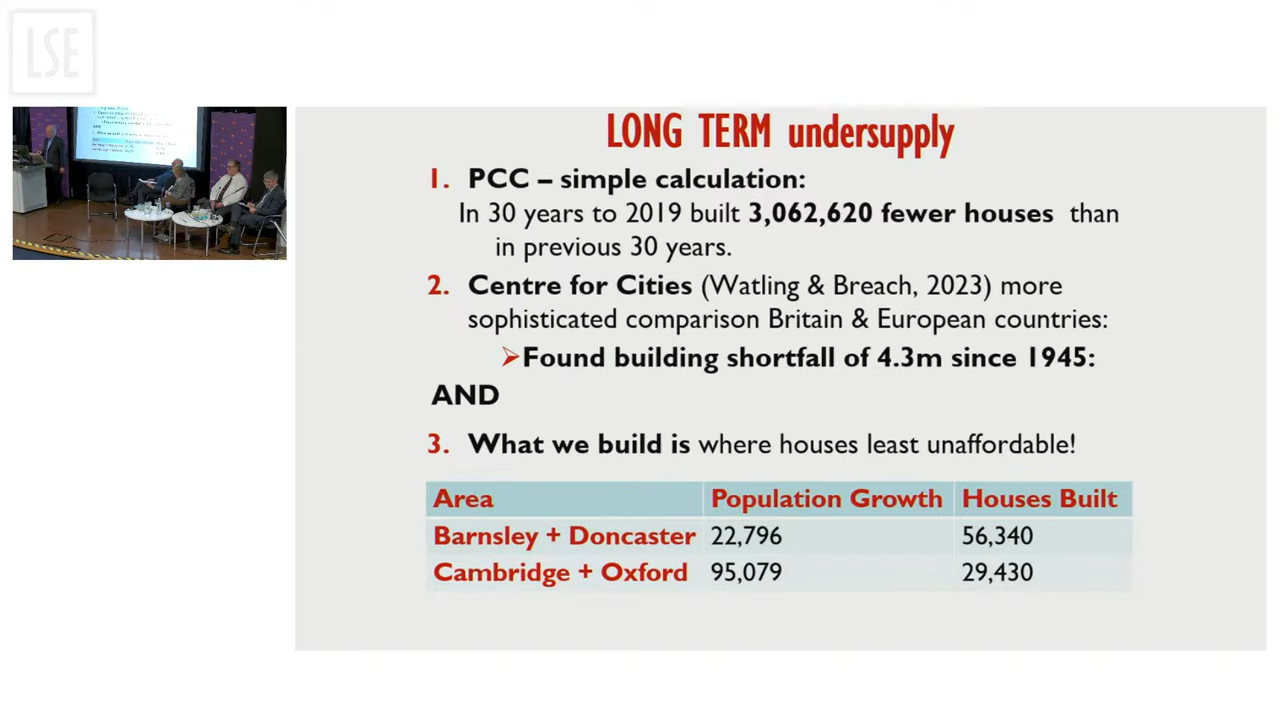 LSE
LONG TERM undersupply
1. PCC – simple calculation:
In 30 years to 2019 built 3,062,620 fewer houses than
in previous 30 years.
2. Centre for Cities (Watling & Breach, 2023) more
sophisticated comparison Britain & European countries:
➢Found building shortfall of 4.3m since 1945:
AND
3. What we build is where houses least unaffordable!
Area Population Growth Houses Built
Barnsley + Doncaster 22,796 56,340
Cambridge + Oxford 95,079 29,430